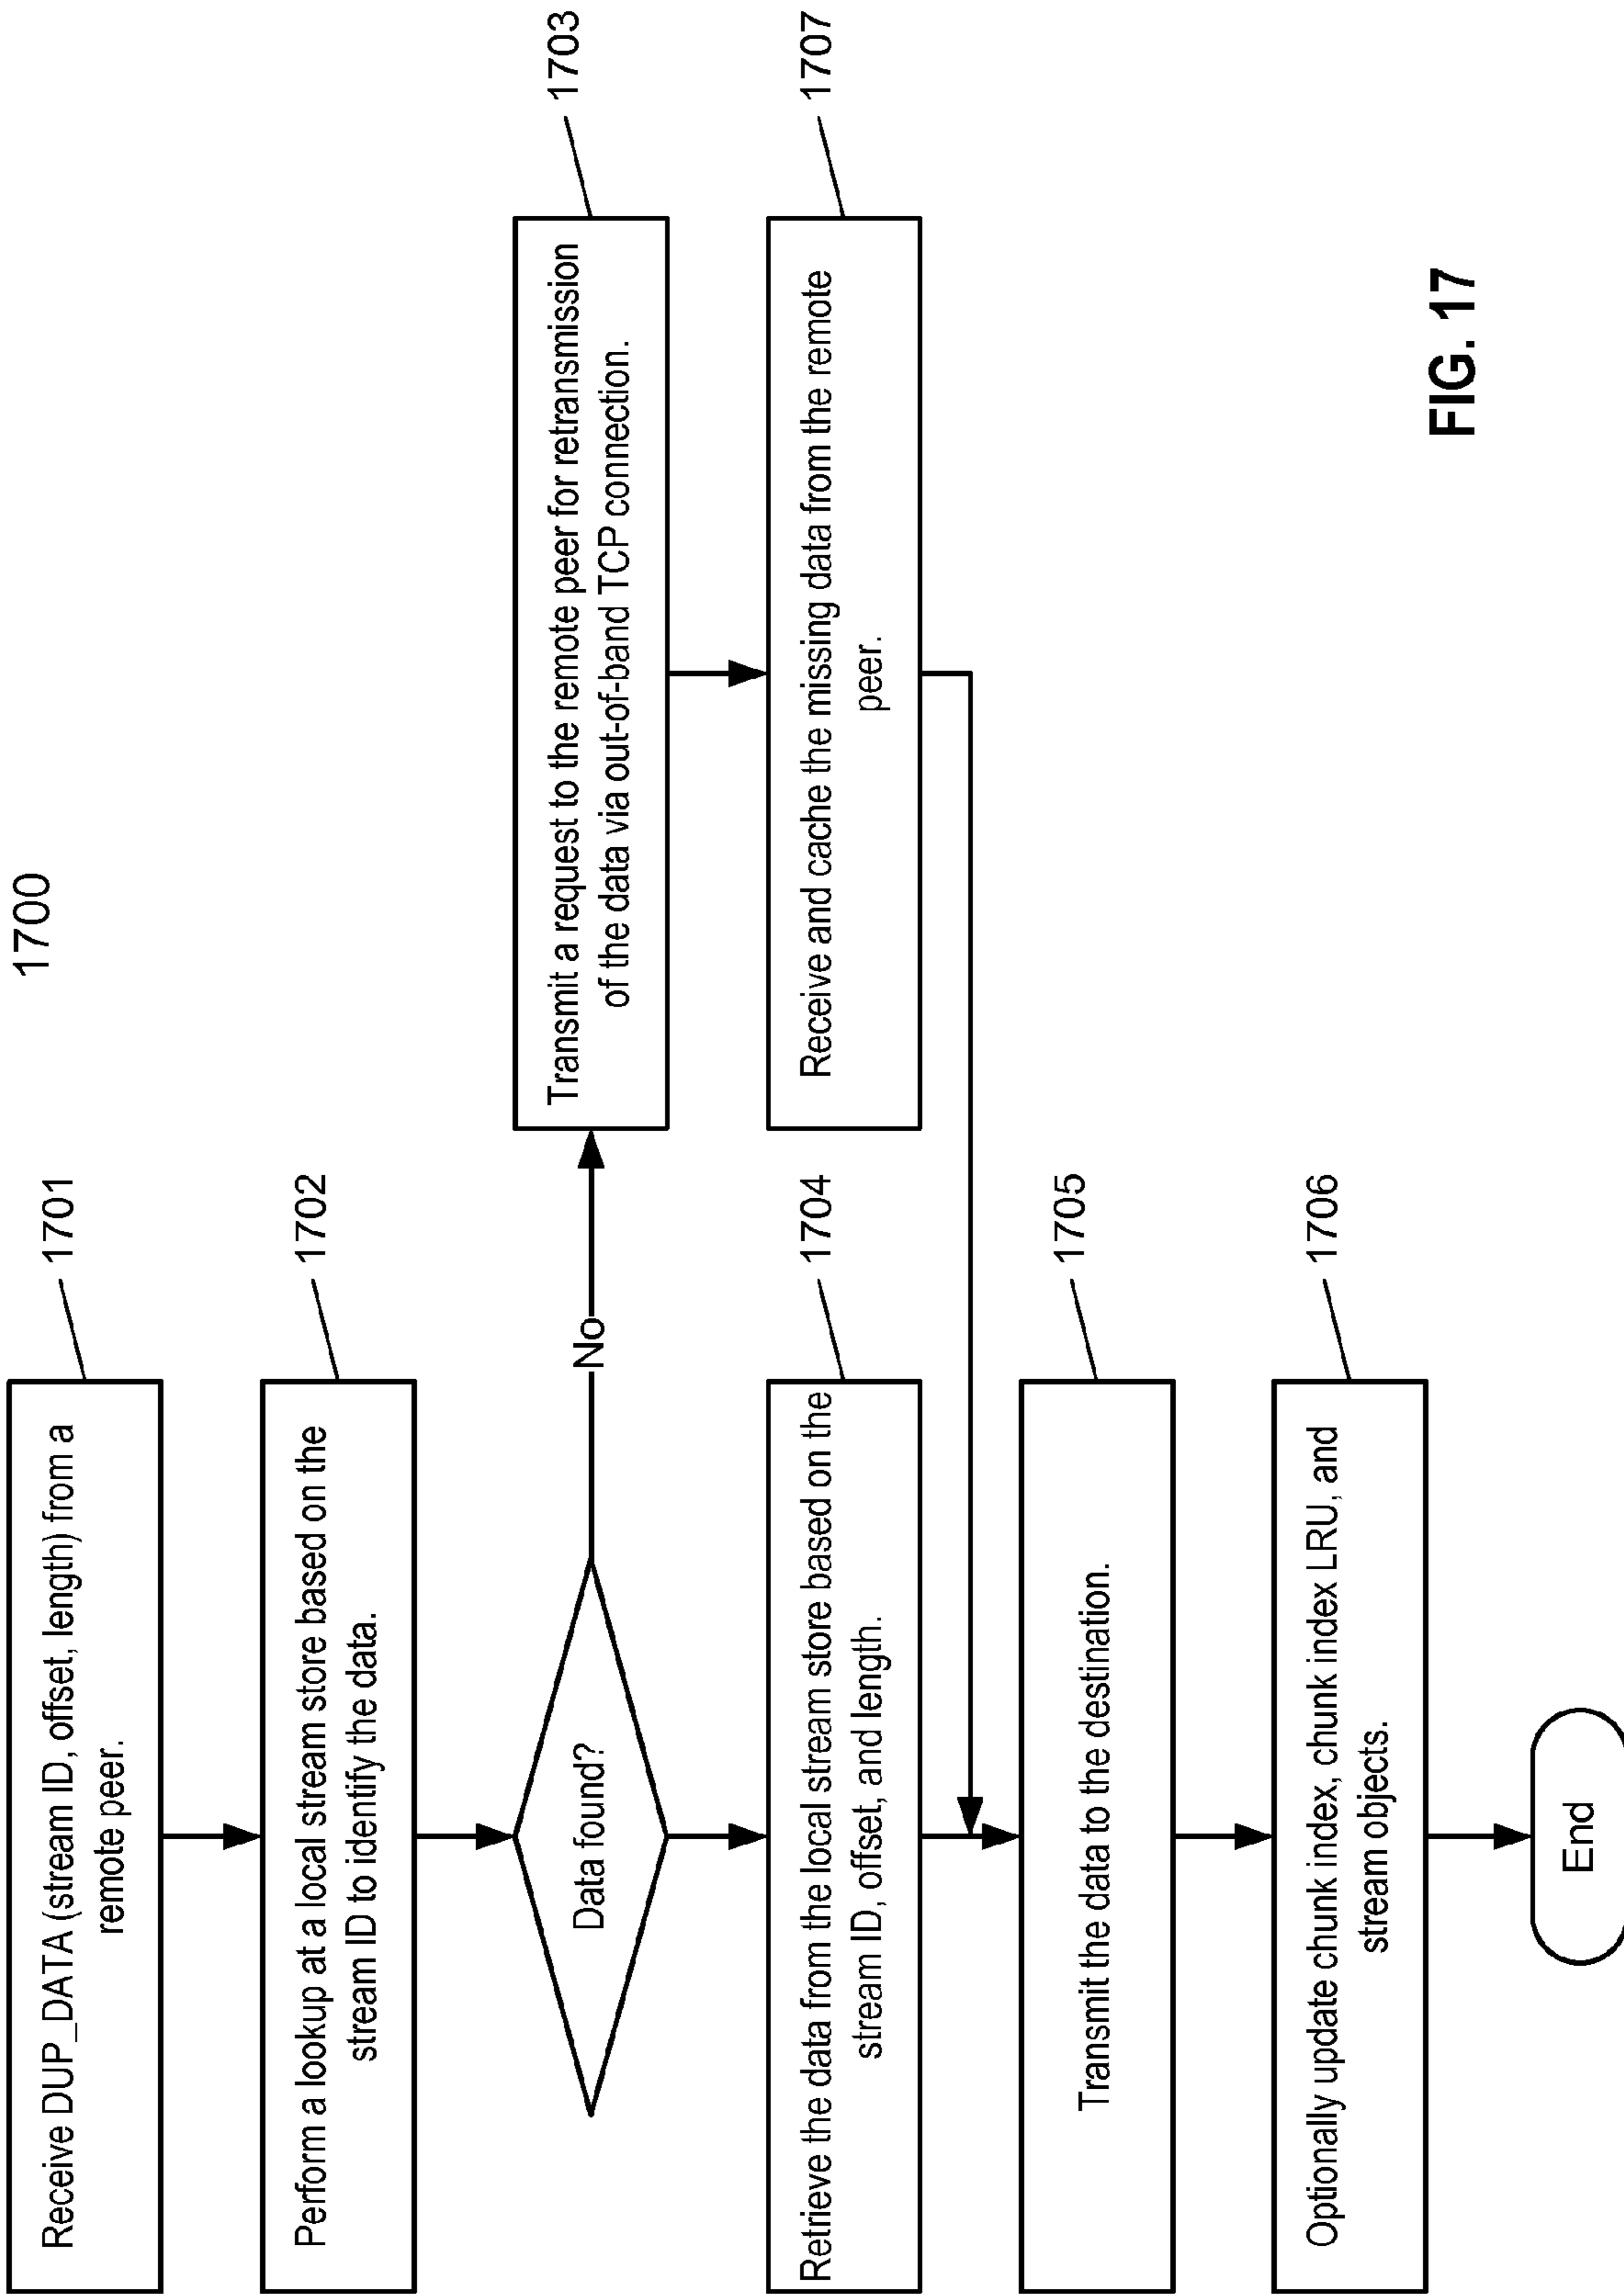 1700
Receive DUP_DATA (stream ID, offset, length) from a
remote peer.
1701
Perform a lookup at a local stream store based on the
stream ID to identify the data.
1702
Data found?
No
Transmit a request to the remote peer for retransmission
of the data via out-of-band TCP connection.
1703
Retrieve the data from the local stream store based on the
stream ID, offset, and length.
1704
Receive and cache the missing data from the remote
peer.
1707
Transmit the data to the destination.
1705
Optionally update chunk index, chunk index LRU, and
stream objects.
1706
End
FIG. 17